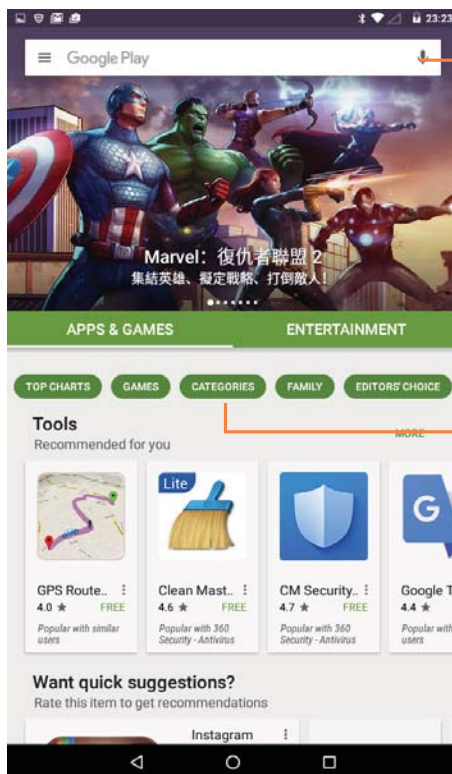 23:23
Google Play
Marvel：復仇者聯盟 2
集結英雄、擬定戰略、打倒敵人！
APPS & GAMES
ENTERTAINMENT
TOP CHARTS
GAMES
CATEGORIES
FAMILY
EDITORS' CHOICE
Tools
MORE
Recommended for you
Lite
G
GPS Route..
Clean Mast..
CM Security..
Google T
4.0 ★ FREE
4.6 ★ FREE
4.7 ★ FREE
4.4 ★
Popular with similar
users
Popular with 360
Security - Antivirus
Popular with 360
Security - Antivirus
Popular with
users
Want quick suggestions?
Rate this item to get recommendations
Instagram